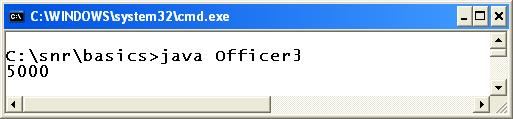 C:\WINDOWS\system32\cmd.exe
C:\snr\basics>java Officer3
5000